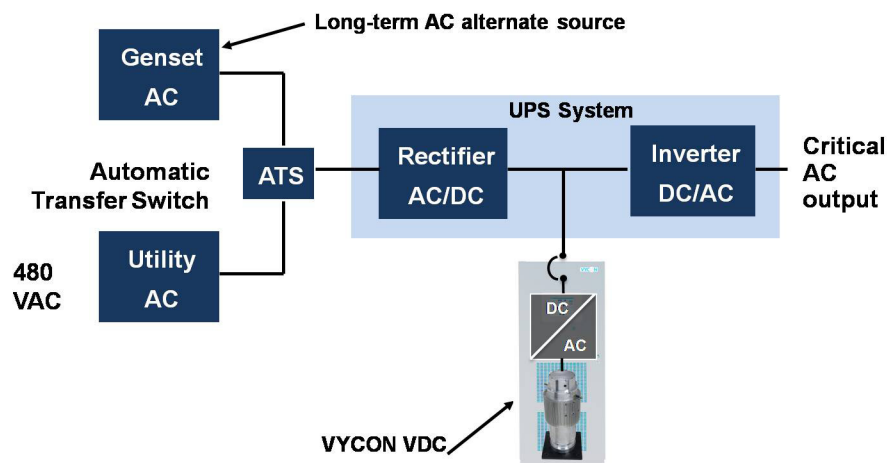 Long-term AC alternate source
Genset
AC
UPS System
Automatic
Transfer Switch
ATS
Rectifier
AC/DC
Inverter
DC/AC
Critical
AC
output
480
VAC
Utility
AC
DC
AC
VYCON VDC